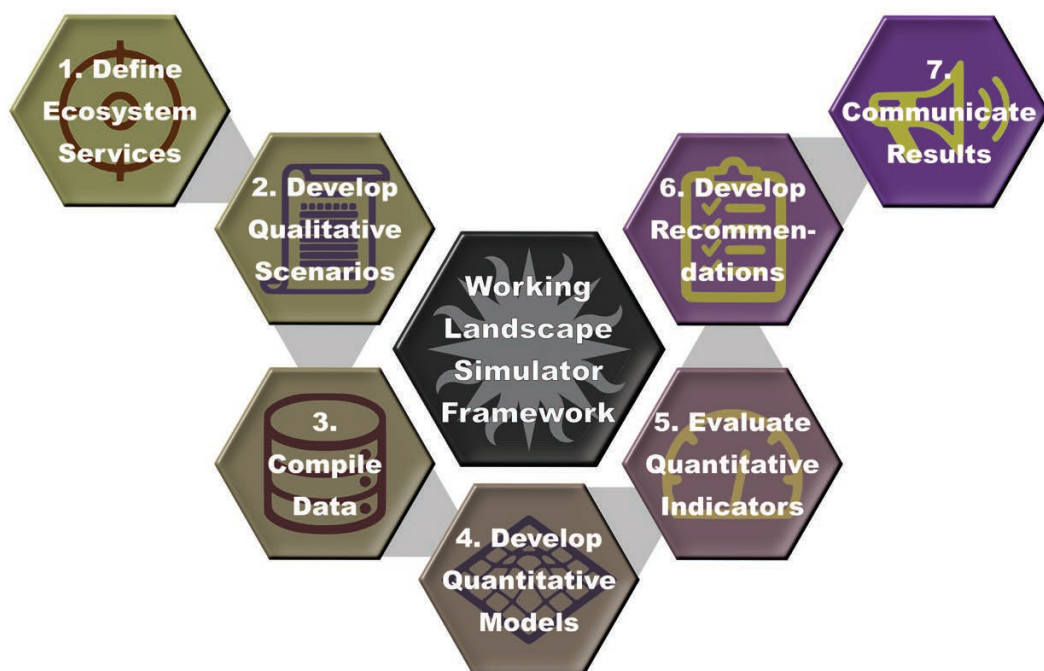 1. Define
Ecosystem
Services
2. Develop
Qualitative
Scenarios
3.
Compile
Data
4. Develop
Quantitative
Models
5. Evaluate
Quantitative
Indicators
6. Develop
Recommen-
dations
7.
Communicate
Results
Working
Landscape
Simulator
Framework